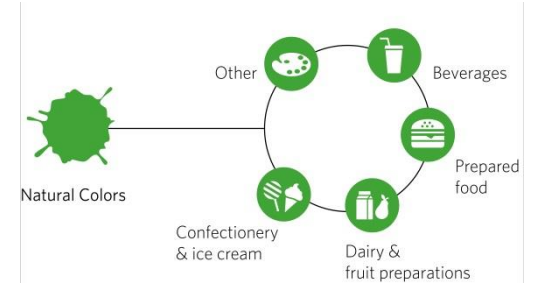 Other
Beverages
Prepared
food
Natural Colors
Confectionery
& ice cream
Dairy &
fruit preparations